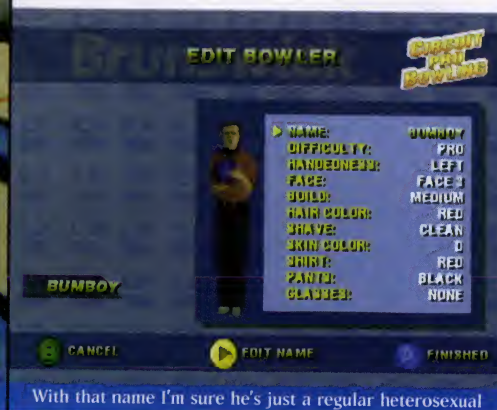 Brunswick
EDIT BOWLER
CIRCUIT PRO BOWLING
NAME: BUMBOY
DIFFICULTY: PRO
HANDEDNESS: LEFT
FACE: FACE 3
BUILD: MEDIUM
HAIR COLOR: RED
SHAVE: CLEAN
SKIN COLOR: D
SHIRT: RED
PANTS: BLACK
GLASSES: NONE
BUMBOY
CANCEL
EDIT NAME
FINISHED
With that name I'm sure he's just a regular heterosexual